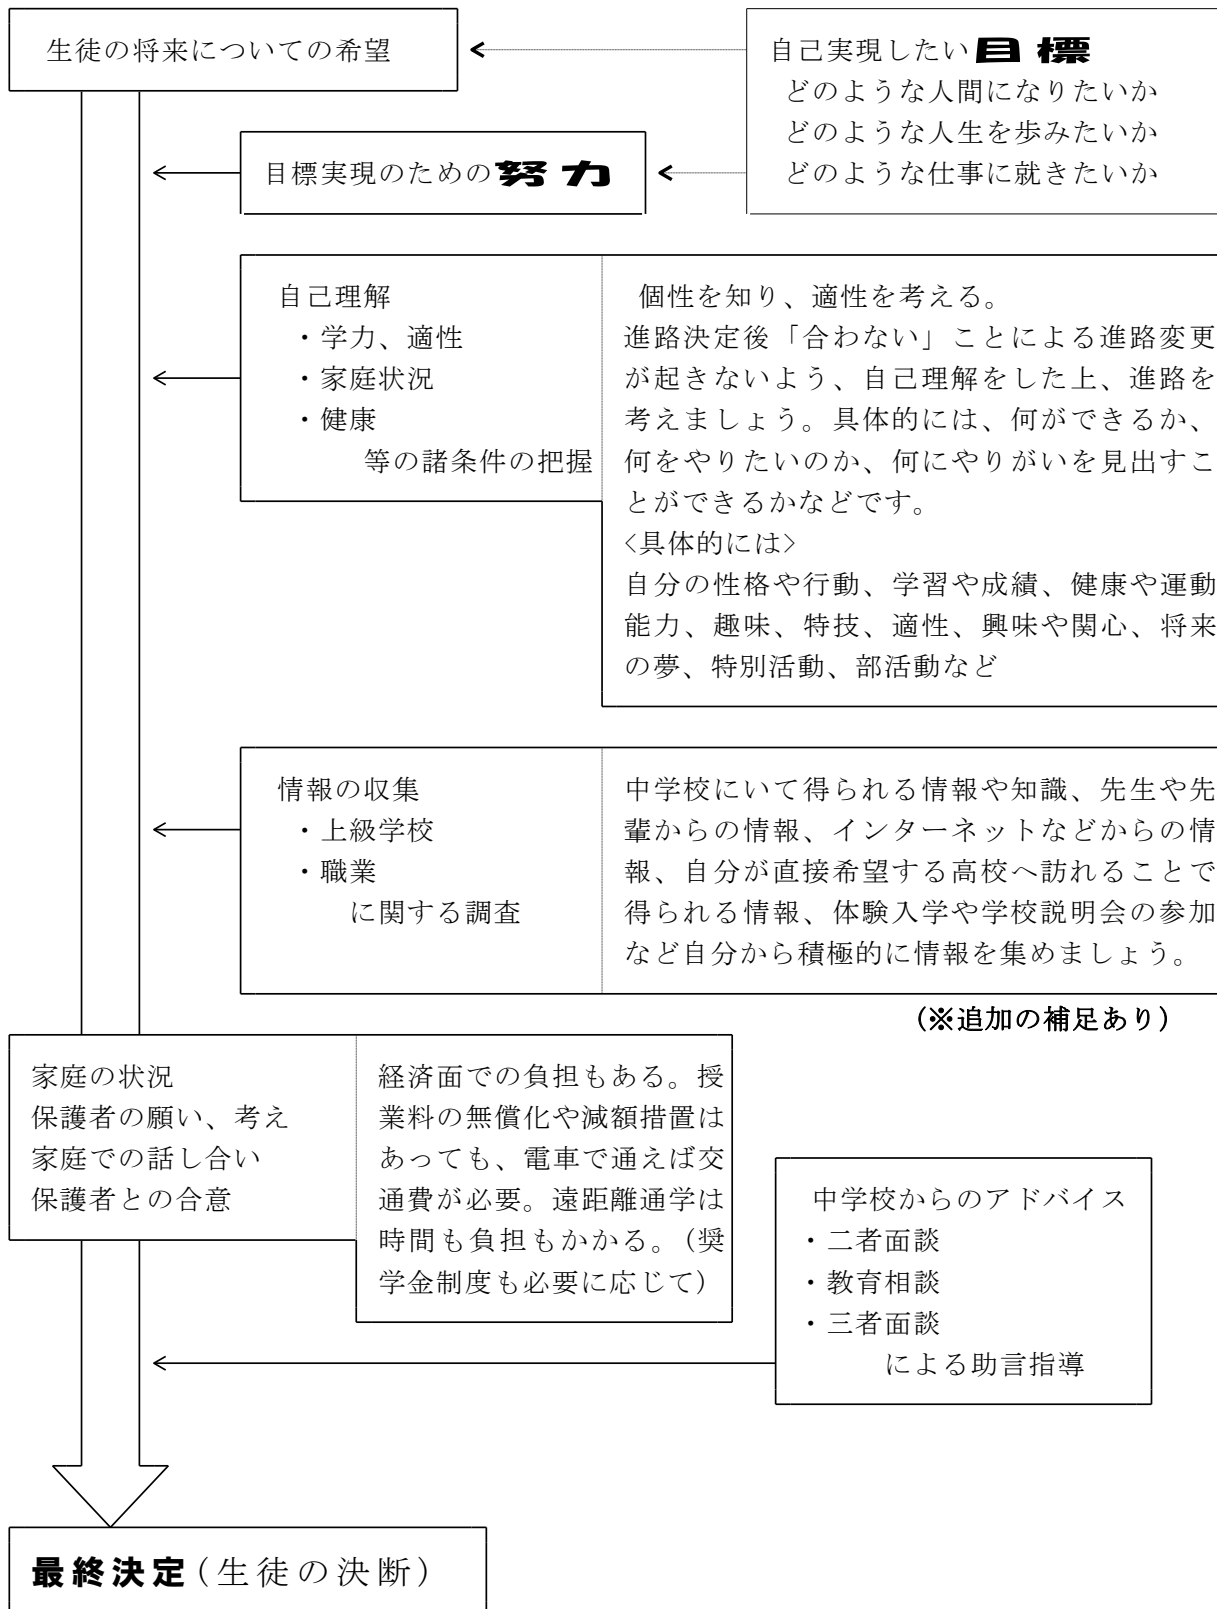 生徒の将来についての希望
自己実現したい目標
どのような人間になりたいか
どのような人生を歩みたいか
どのような仕事に就きたいか
目標実現のための努力
自己理解
・学力、適性
・家庭状況
・健康
等の諸条件の把握
個性を知り、適性を考える。
進路決定後「合わない」ことによる進路変更
が起きないよう、自己理解をした上、進路を
考えましょう。具体的には、何ができるか、
何をやりたいのか、何にやりがいを見出すこ
とができるかなどです。
<具体的には>
自分の性格や行動、学習や成績、健康や運動
能力、趣味、特技、適性、興味や関心、将来
の夢、特別活動、部活動など
情報の収集
・上級学校
・職業
に関する調査
中学校にいて得られる情報や知識、先生や先
輩からの情報、インターネットなどからの情
報、自分が直接希望する高校へ訪れることで
得られる情報、体験入学や学校説明会の参加
など自分から積極的に情報を集めましょう。
(※追加の補足あり)
家庭の状況
保護者の願い、考え
家庭での話し合い
保護者との合意
経済面での負担もある。授
業料の無償化や減額措置は
あっても、電車で通えば交
通費が必要。遠距離通学は
時間も負担もかかる。(奨
学金制度も必要に応じて)
中学校からのアドバイス
・二者面談
・教育相談
・三者面談
による助言指導
最終決定(生徒の決断)